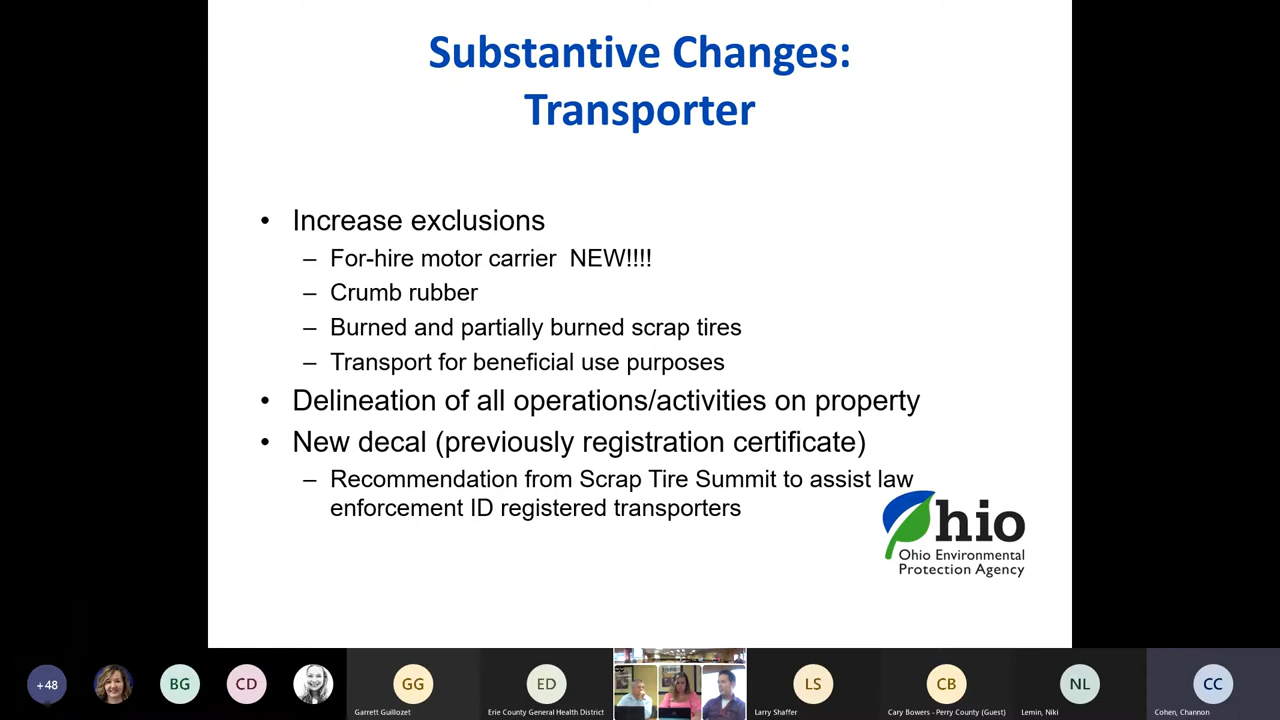 Substantive Changes:
Transporter
• Increase exclusions
– For-hire motor carrier  NEW!!!!
– Crumb rubber
– Burned and partially burned scrap tires
– Transport for beneficial use purposes
• Delineation of all operations/activities on property
• New decal (previously registration certificate)
– Recommendation from Scrap Tire Summit to assist law
enforcement ID registered transporters
Ohio
Ohio Environmental
Protection Agency
+48
BG
CD
GG
ED
LS
CB
NL
CC
Garrett Guillozet
Erie County General Health District
Larry Shaffer
Cary Bowers - Perry County (Guest)
Lemin, Niki
Cohen, Channon